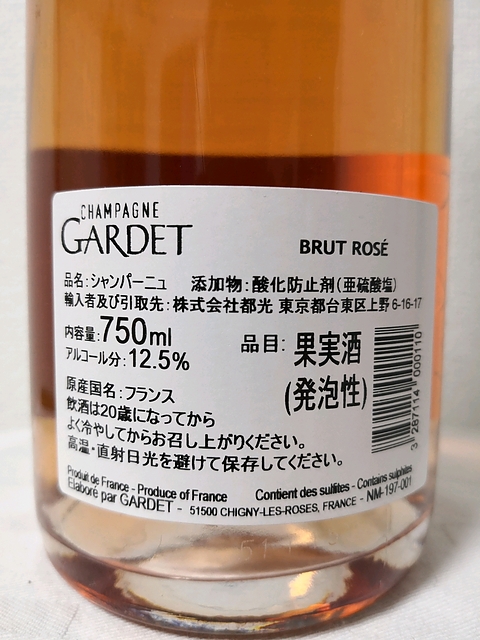 CHAMPAGNE
GARDET
BRUT ROSÉ
品名:シャンパーニュ 添加物:酸化防止剤(亜硫酸塩)
輸入者及び引取先:株式会社都光 東京都台東区上野 6-16-17
内容量:750ml
アルコール分:12.5%
品目: 果実酒
(発泡性)
原産国名:フランス
飲酒は20歳になってから
よく冷やしてからお召し上がりください。
高温・直射日光を避けて保存してください。
3 287114 000110
Produit de France - Produce of France Contient des sulfites - Contains sulphites
Elaboré par GARDET - 51500 CHIGNY-LES-ROSES, FRANCE - NM-197-001